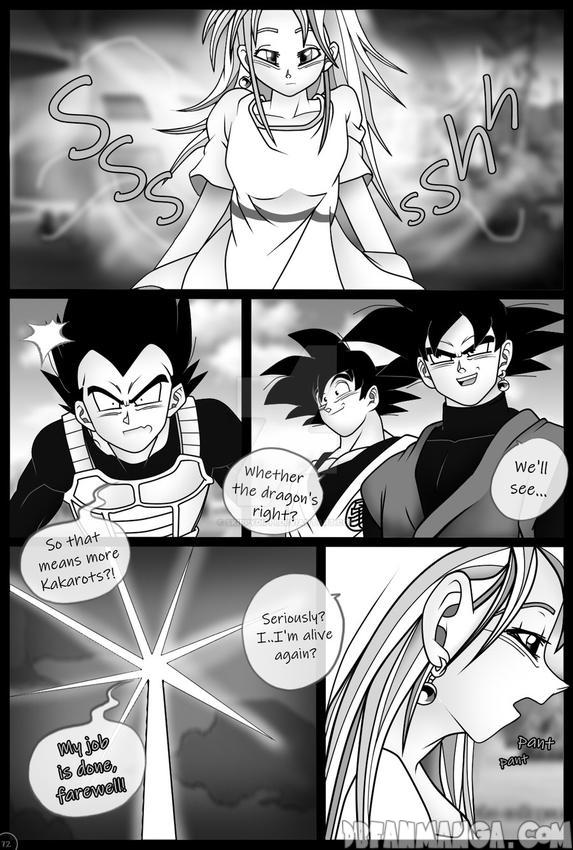 SSSSShh
So that
means more
Kakarots?!
Whether
the dragon's
right?
We'll
see...
Seriously?
I..I'm alive
again?
My job
is done,
farewell!
pant
pant
72
DBFANMANGA.COM